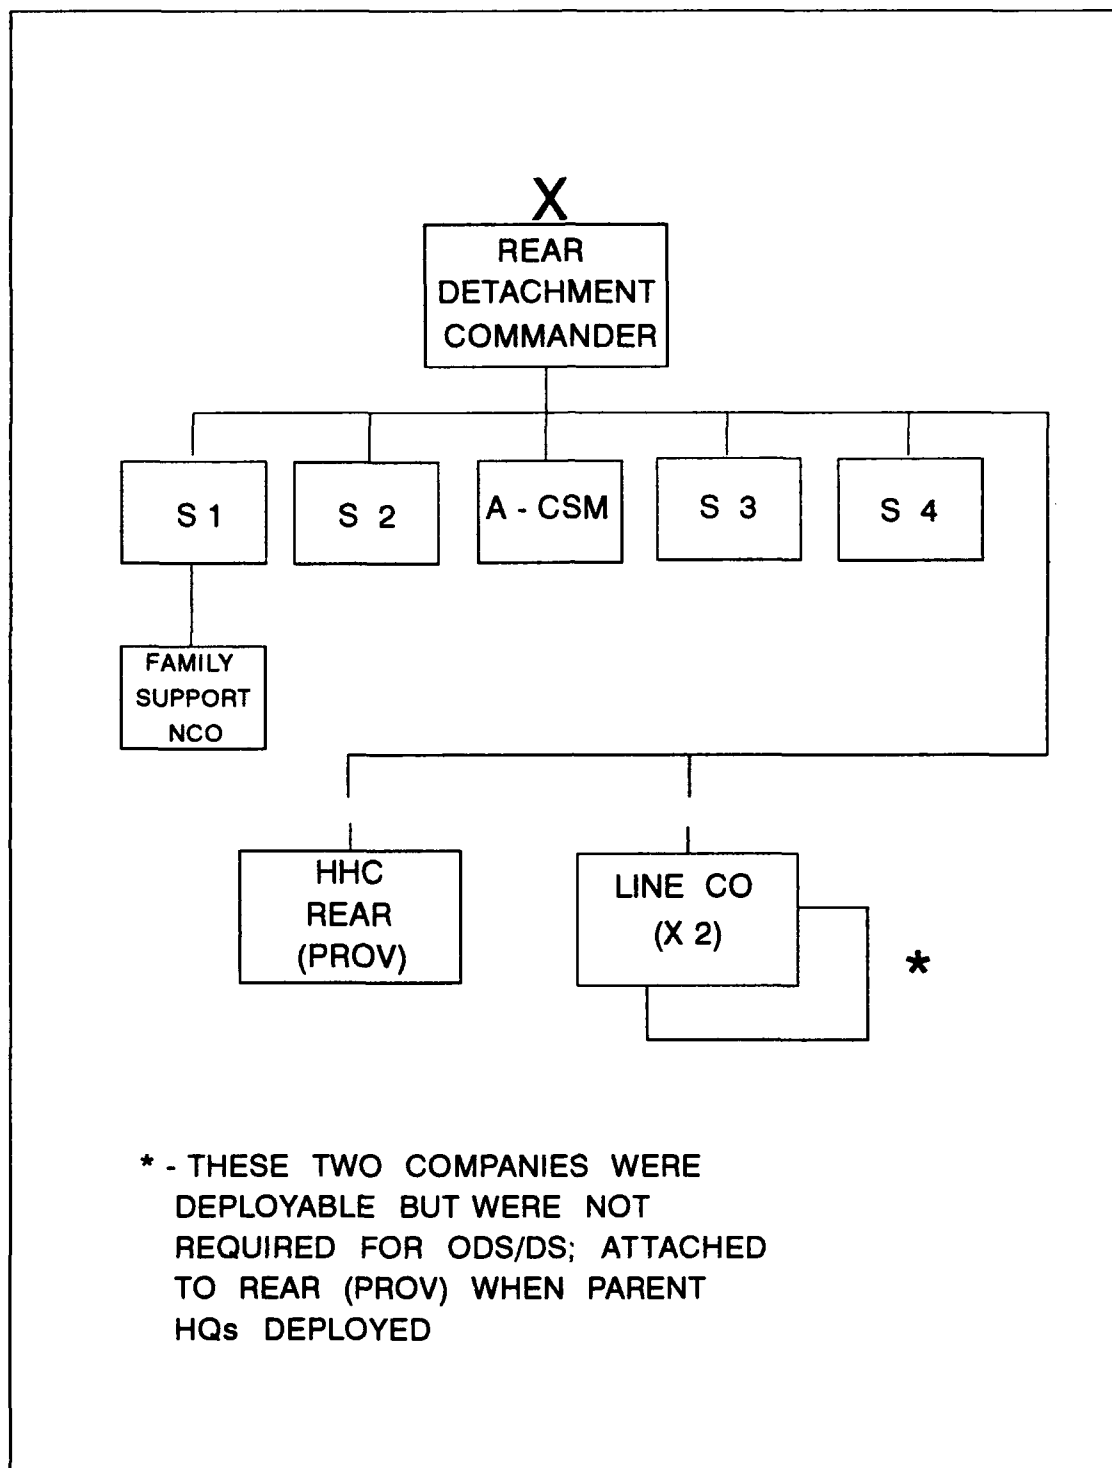 X
REAR
DETACHMENT
COMMANDER
S 1
S 2
A - CSM
S 3
S 4
FAMILY
SUPPORT
NCO
HHC
REAR
(PROV)
LINE CO
(X 2)
*
* - THESE TWO COMPANIES WERE
DEPLOYABLE BUT WERE NOT
REQUIRED FOR ODS/DS; ATTACHED
TO REAR (PROV) WHEN PARENT
HQs DEPLOYED